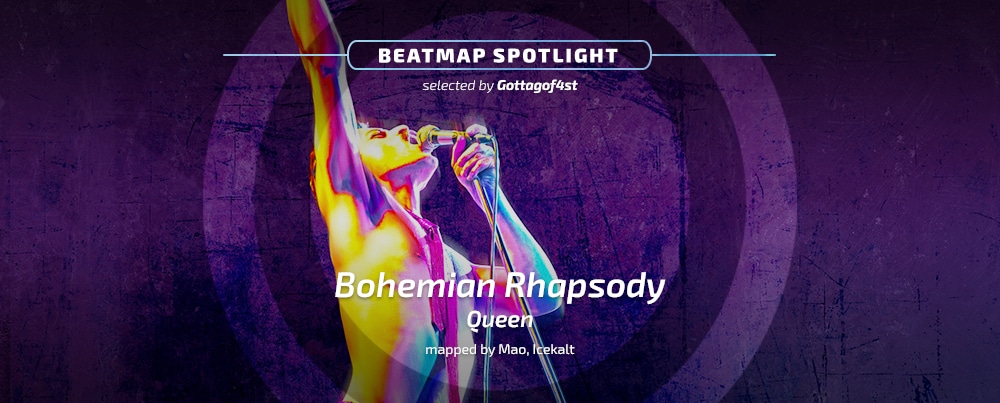 BEATMAP SPOTLIGHT
selected by Gottagof4st
Bohemian Rhapsody
Queen
mapped by Mao, Icekalt